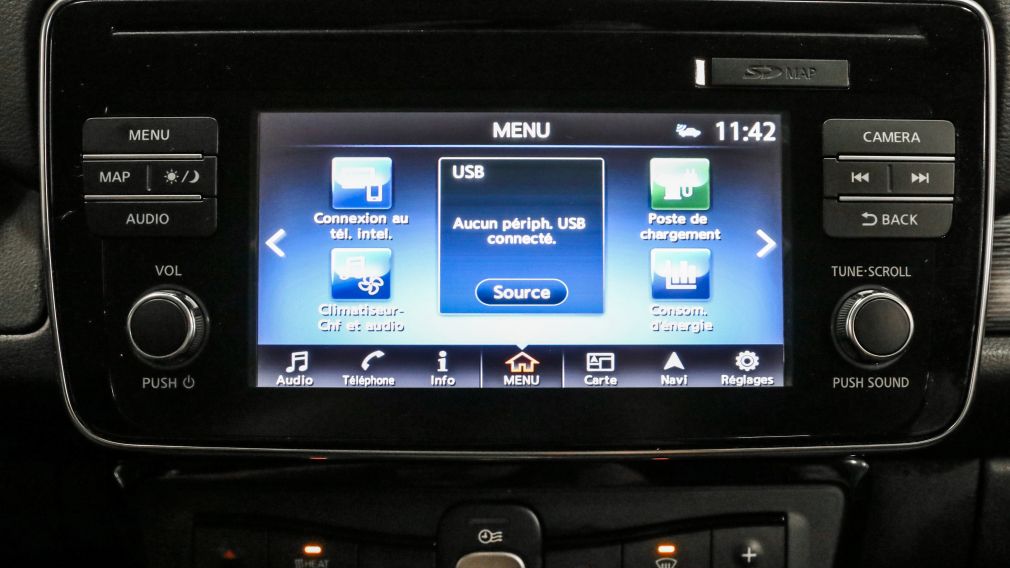 SD MAP
MENU
MAP
AUDIO
VOL
PUSH
MENU
11:42
Connexion au
tél. intel.
Climatiseur-
Cnf et audio
USB
Aucun périph. USB
connecté.
Source
Poste de
chargement
Consom.
d'énergie
Audio
Téléphone
Info
MENU
Carte
Navi
Réglages
CAMERA
BACK
TUNE·SCROLL
PUSH SOUND
HEAT